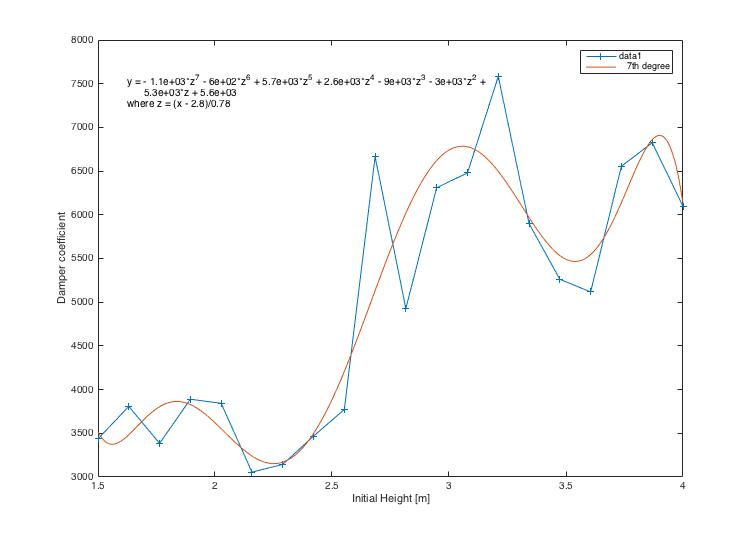 8000
7500
7000
6500
6000
5500
5000
4500
4000
3500
3000
Damper coefficient
y = - 1.1e+03*z^7 - 6e+02*z^6 + 5.7e+03*z^5 + 2.6e+03*z^4 - 9e+03*z^3 - 3e+03*z^2 +
5.3e+03*z + 5.6e+03
where z = (x - 2.8)/0.78
data1
7th degree
1.5 2 2.5 3 3.5 4
Initial Height [m]